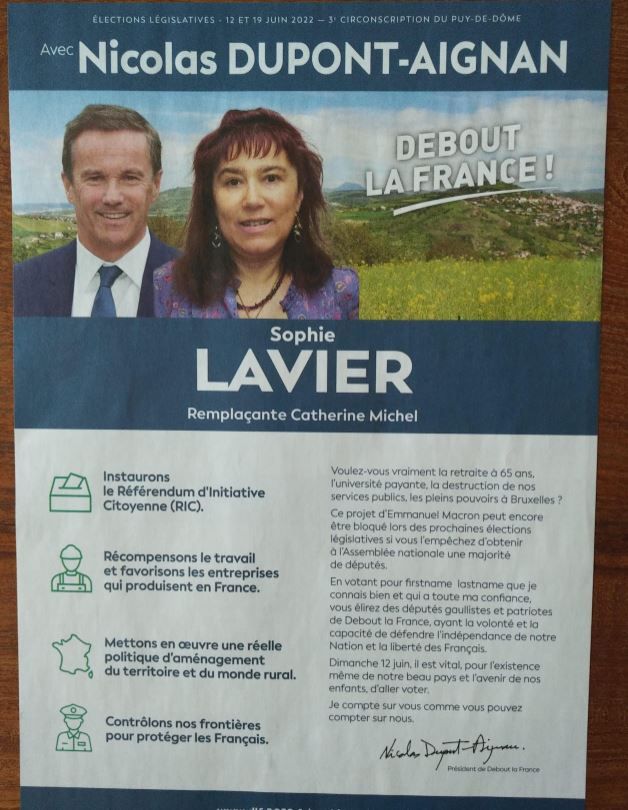 ÉLECTIONS LÉGISLATIVES - 12 ET 19 JUIN 2022 — 3e CIRCONSCRIPTION DU PUY-DE-DÔME
Avec Nicolas DUPONT-AIGNAN
DEBOUT
LA FRANCE !
Sophie
LAVIER
Remplaçante Catherine Michel
Instaurons
le Référendum d'Initiative
Citoyenne (RIC).
Récompensons le travail
et favorisons les entreprises
qui produisent en France.
Mettons en œuvre une réelle
politique d'aménagement
du territoire et du monde rural.
Contrôlons nos frontières
pour protéger les Français.
Voulez-vous vraiment la retraite à 65 ans,
l'université payante, la destruction de nos
services publics, les pleins pouvoirs à Bruxelles ?
Ce projet d'Emmanuel Macron peut encore
être bloqué lors des prochaines élections
législatives si vous l'empêchez d'obtenir
à l'Assemblée nationale une majorité
de députés.
En votant pour firstname lastname que je
connais bien et qui a toute ma confiance,
vous élirez des députés gaullistes et patriotes
de Debout la France, ayant la volonté et la
capacité de défendre l'indépendance de notre
Nation et la liberté des Français.
Dimanche 12 juin, il est vital, pour l'existence
même de notre beau pays et l'avenir de nos
enfants, d'aller voter.
Je compte sur vous comme vous pouvez
compter sur nous.
Nicolas Dupont-Aignan.
Président de Debout la France